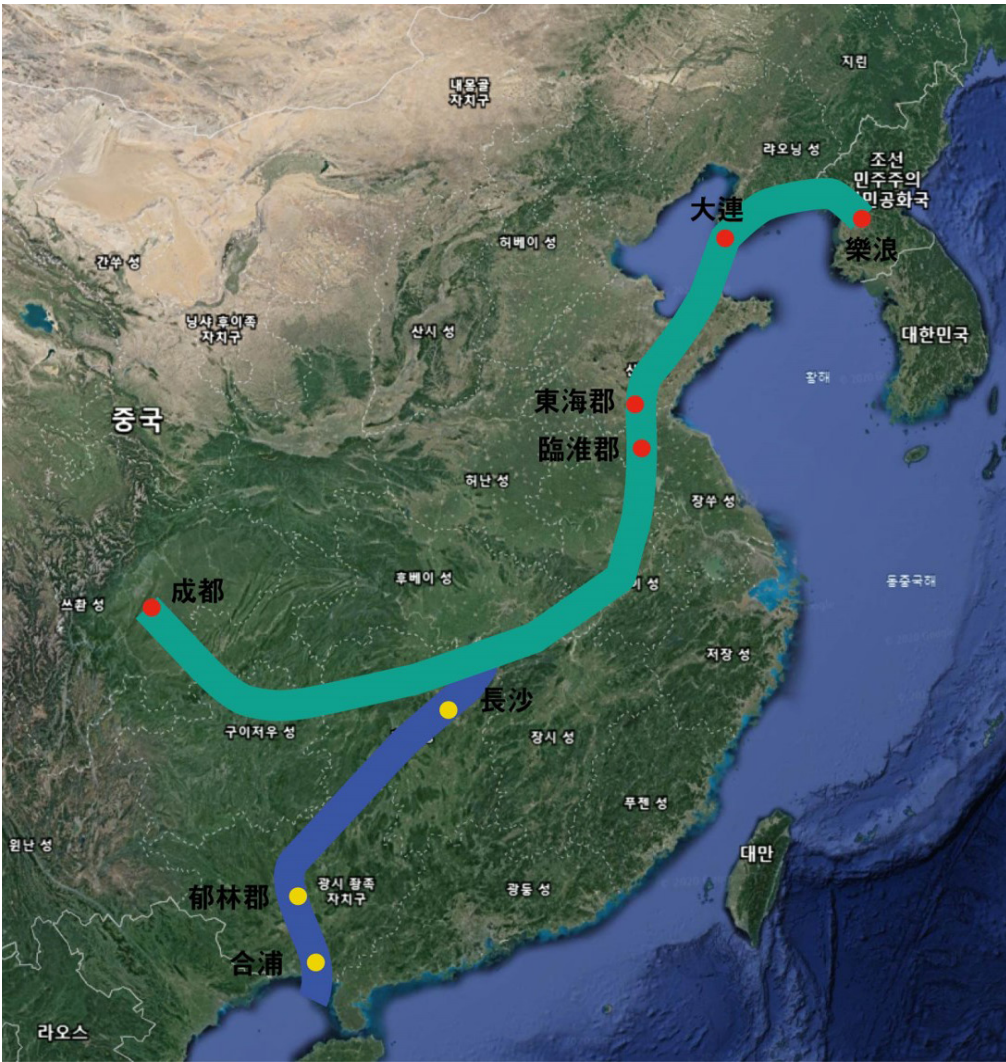 지린
내몽골
자치구
랴오닝 성
조선
민주주의
인민공화국
大連
樂浪
허베이 성
간쑤 성
닝샤 후이족
자치구
산시 성
대한민국
황해
중국
東海郡
臨淮郡
허난 성
장쑤 성
成都
쓰촨 성
후베이 성
이 성
동중국해
저장 성
長沙
구이저우 성
장시 성
푸젠 성
윈난 성
대만
郁林郡
광시 좡족
자치구
광둥 성
合浦
라오스